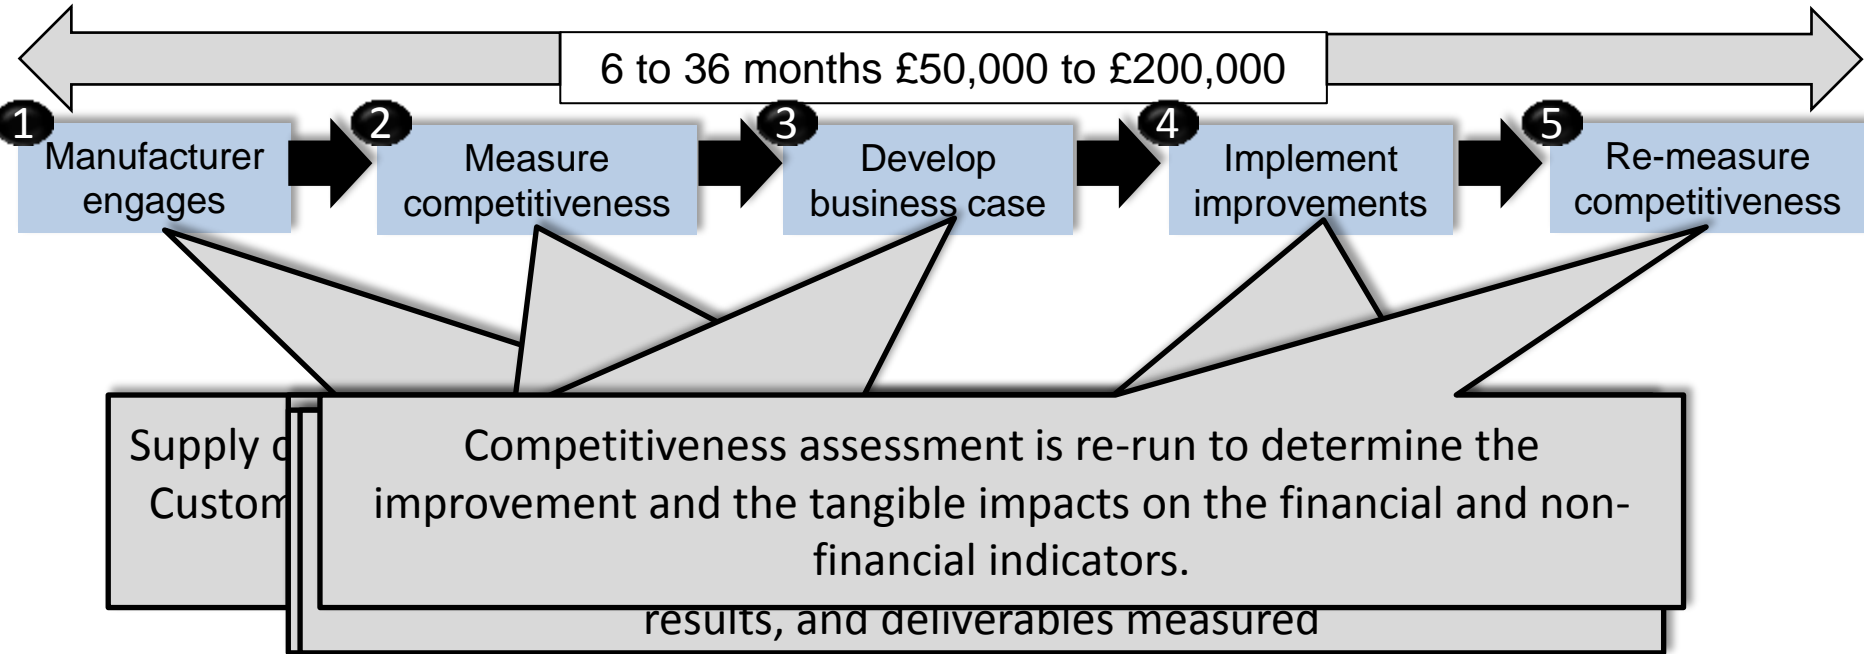 6 to 36 months £50,000 to £200,000
1
Manufacturer
engages
2
Measure
competitiveness
3
Develop
business case
4
Implement
improvements
5
Re-measure
competitiveness
Supply
Competitiveness assessment is re-run to determine the
improvement and the tangible impacts on the financial and non-
financial indicators.
results, and deliverables measured